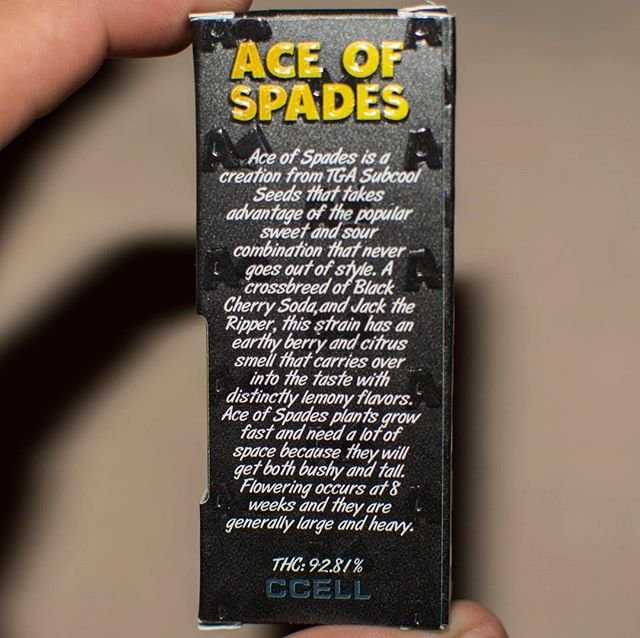 ACE OF
SPADES
Ace of Spades is a
creation from TGA Subcool
Seeds that takes
advantage of the popular
sweet and sour
combination that never
goes out of style. A
crossbreed of Black
Cherry Soda,and Jack the
Ripper, this strain has an
earthy berry and citrus
smell that carries over
into the taste with
distinctly lemony flavors.
Ace of Spades plants grow
fast and need a lot of
space because they will
get both bushy and tall.
Flowering occurs at 8
weeks and they are
generally large and heavy.
THC: 92.81%
CCELL